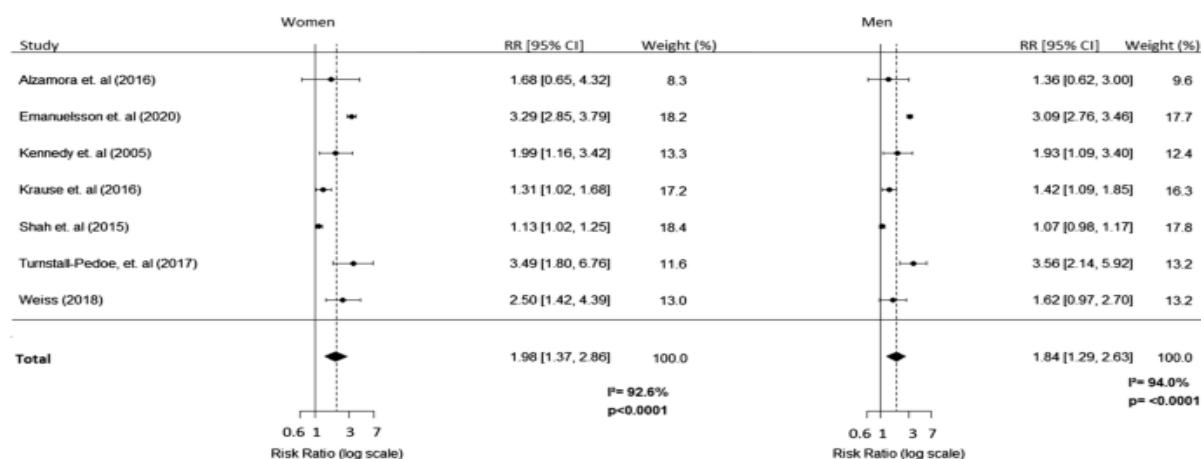 Women Men
Study RR [95% CI] Weight (%) RR [95% CI] Weight (%)
Alzamora et. al (2016) 1.68 [0.65, 4.32] 8.3 1.36 [0.62, 3.00] 9.6
Emanuelsson et. al (2020) 3.29 [2.85, 3.79] 18.2 3.09 [2.76, 3.46] 17.7
Kennedy et. al (2005) 1.99 [1.16, 3.42] 13.3 1.93 [1.09, 3.40] 12.4
Krause et. al (2016) 1.31 [1.02, 1.68] 17.2 1.42 [1.09, 1.85] 16.3
Shah et. al (2015) 1.13 [1.02, 1.25] 18.4 1.07 [0.98, 1.17] 17.8
Turnstall-Pedoe, et. al (2017) 3.49 [1.80, 6.76] 11.6 3.56 [2.14, 5.92] 13.2
Weiss (2018) 2.50 [1.42, 4.39] 13.0 1.62 [0.97, 2.70] 13.2
Total 1.98 [1.37, 2.86] 100.0 1.84 [1.29, 2.63] 100.0
I²= 92.6% I²= 94.0%
p<0.0001 p= <0.0001
0.6 1 3 7 0.6 1 3 7
Risk Ratio (log scale) Risk Ratio (log scale)